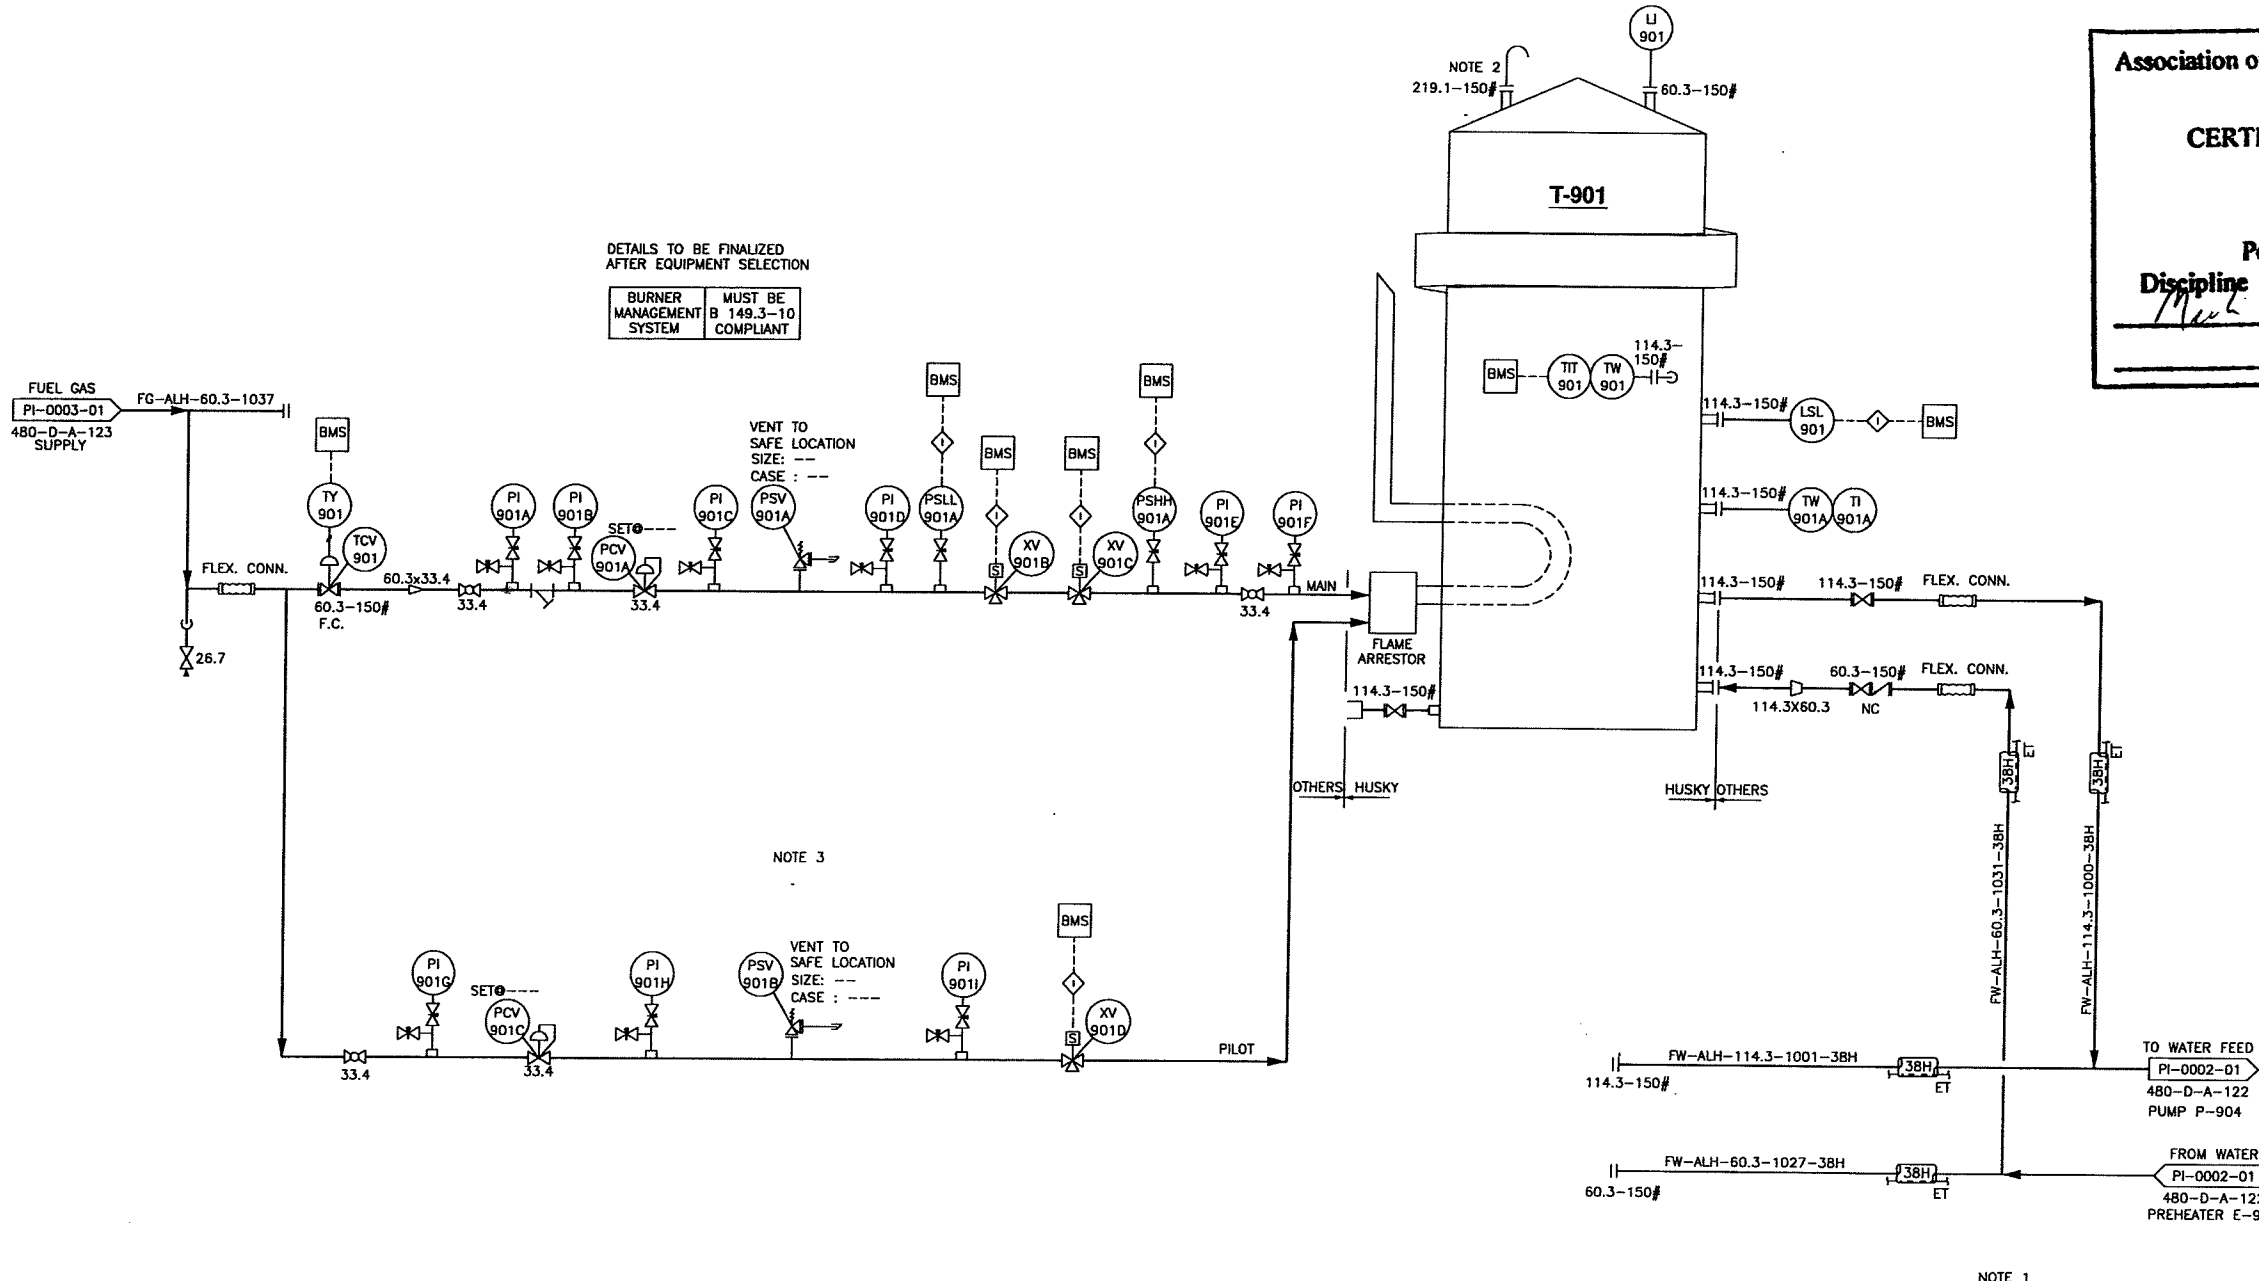 LI
901
NOTE 2
219.1-150#
60.3-150#
T-901
Association o
CERTI
Discipline
DETAILS TO BE FINALIZED
AFTER EQUIPMENT SELECTION
BURNER
MANAGEMENT
SYSTEM
MUST BE
B 149.3-10
COMPLIANT
FUEL GAS
PI-0003-01
480-D-A-123
SUPPLY
FG-ALH-60.3-1037
BMS
TY
901
TCV
901
FLEX. CONN.
60.3-150#
F.C.
60.3x33.4
33.4
26.7
PI
901A
PI
901B
SET@----
PCV
901A
33.4
PI
901C
VENT TO
SAFE LOCATION
SIZE: --
CASE : --
PSV
901A
PI
901D
BMS
PSLL
901A
BMS
S
XV
901B
BMS
S
XV
901C
BMS
PSHH
901A
PI
901E
PI
901F
33.4
MAIN
FLAME
ARRESTOR
114.3-150#
OTHERS
HUSKY
BMS
TIT
901
TW
901
114.3-
150#
114.3-150#
LSL
901
BMS
114.3-150#
TW
901A
TI
901A
114.3-150#
114.3-150#
FLEX. CONN.
114.3-150#
60.3-150#
FLEX. CONN.
114.3X60.3
NC
HUSKY
OTHERS
38H
ET
38H
ET
FW-ALH-60.3-1031-38H
FW-ALH-114.3-1000-38H
NOTE 3
PI
901G
SET@----
PCV
901C
33.4
33.4
PI
901H
PSV
901B
VENT TO
SAFE LOCATION
SIZE: --
CASE : ---
PI
901I
BMS
S
XV
901D
PILOT
FW-ALH-114.3-1001-38H
114.3-150#
38H
ET
TO WATER FEED
PI-0002-01
480-D-A-122
PUMP P-904
FW-ALH-60.3-1027-38H
60.3-150#
38H
ET
FROM WATER
PI-0002-01
480-D-A-122
PREHEATER E-9
NOTE 1